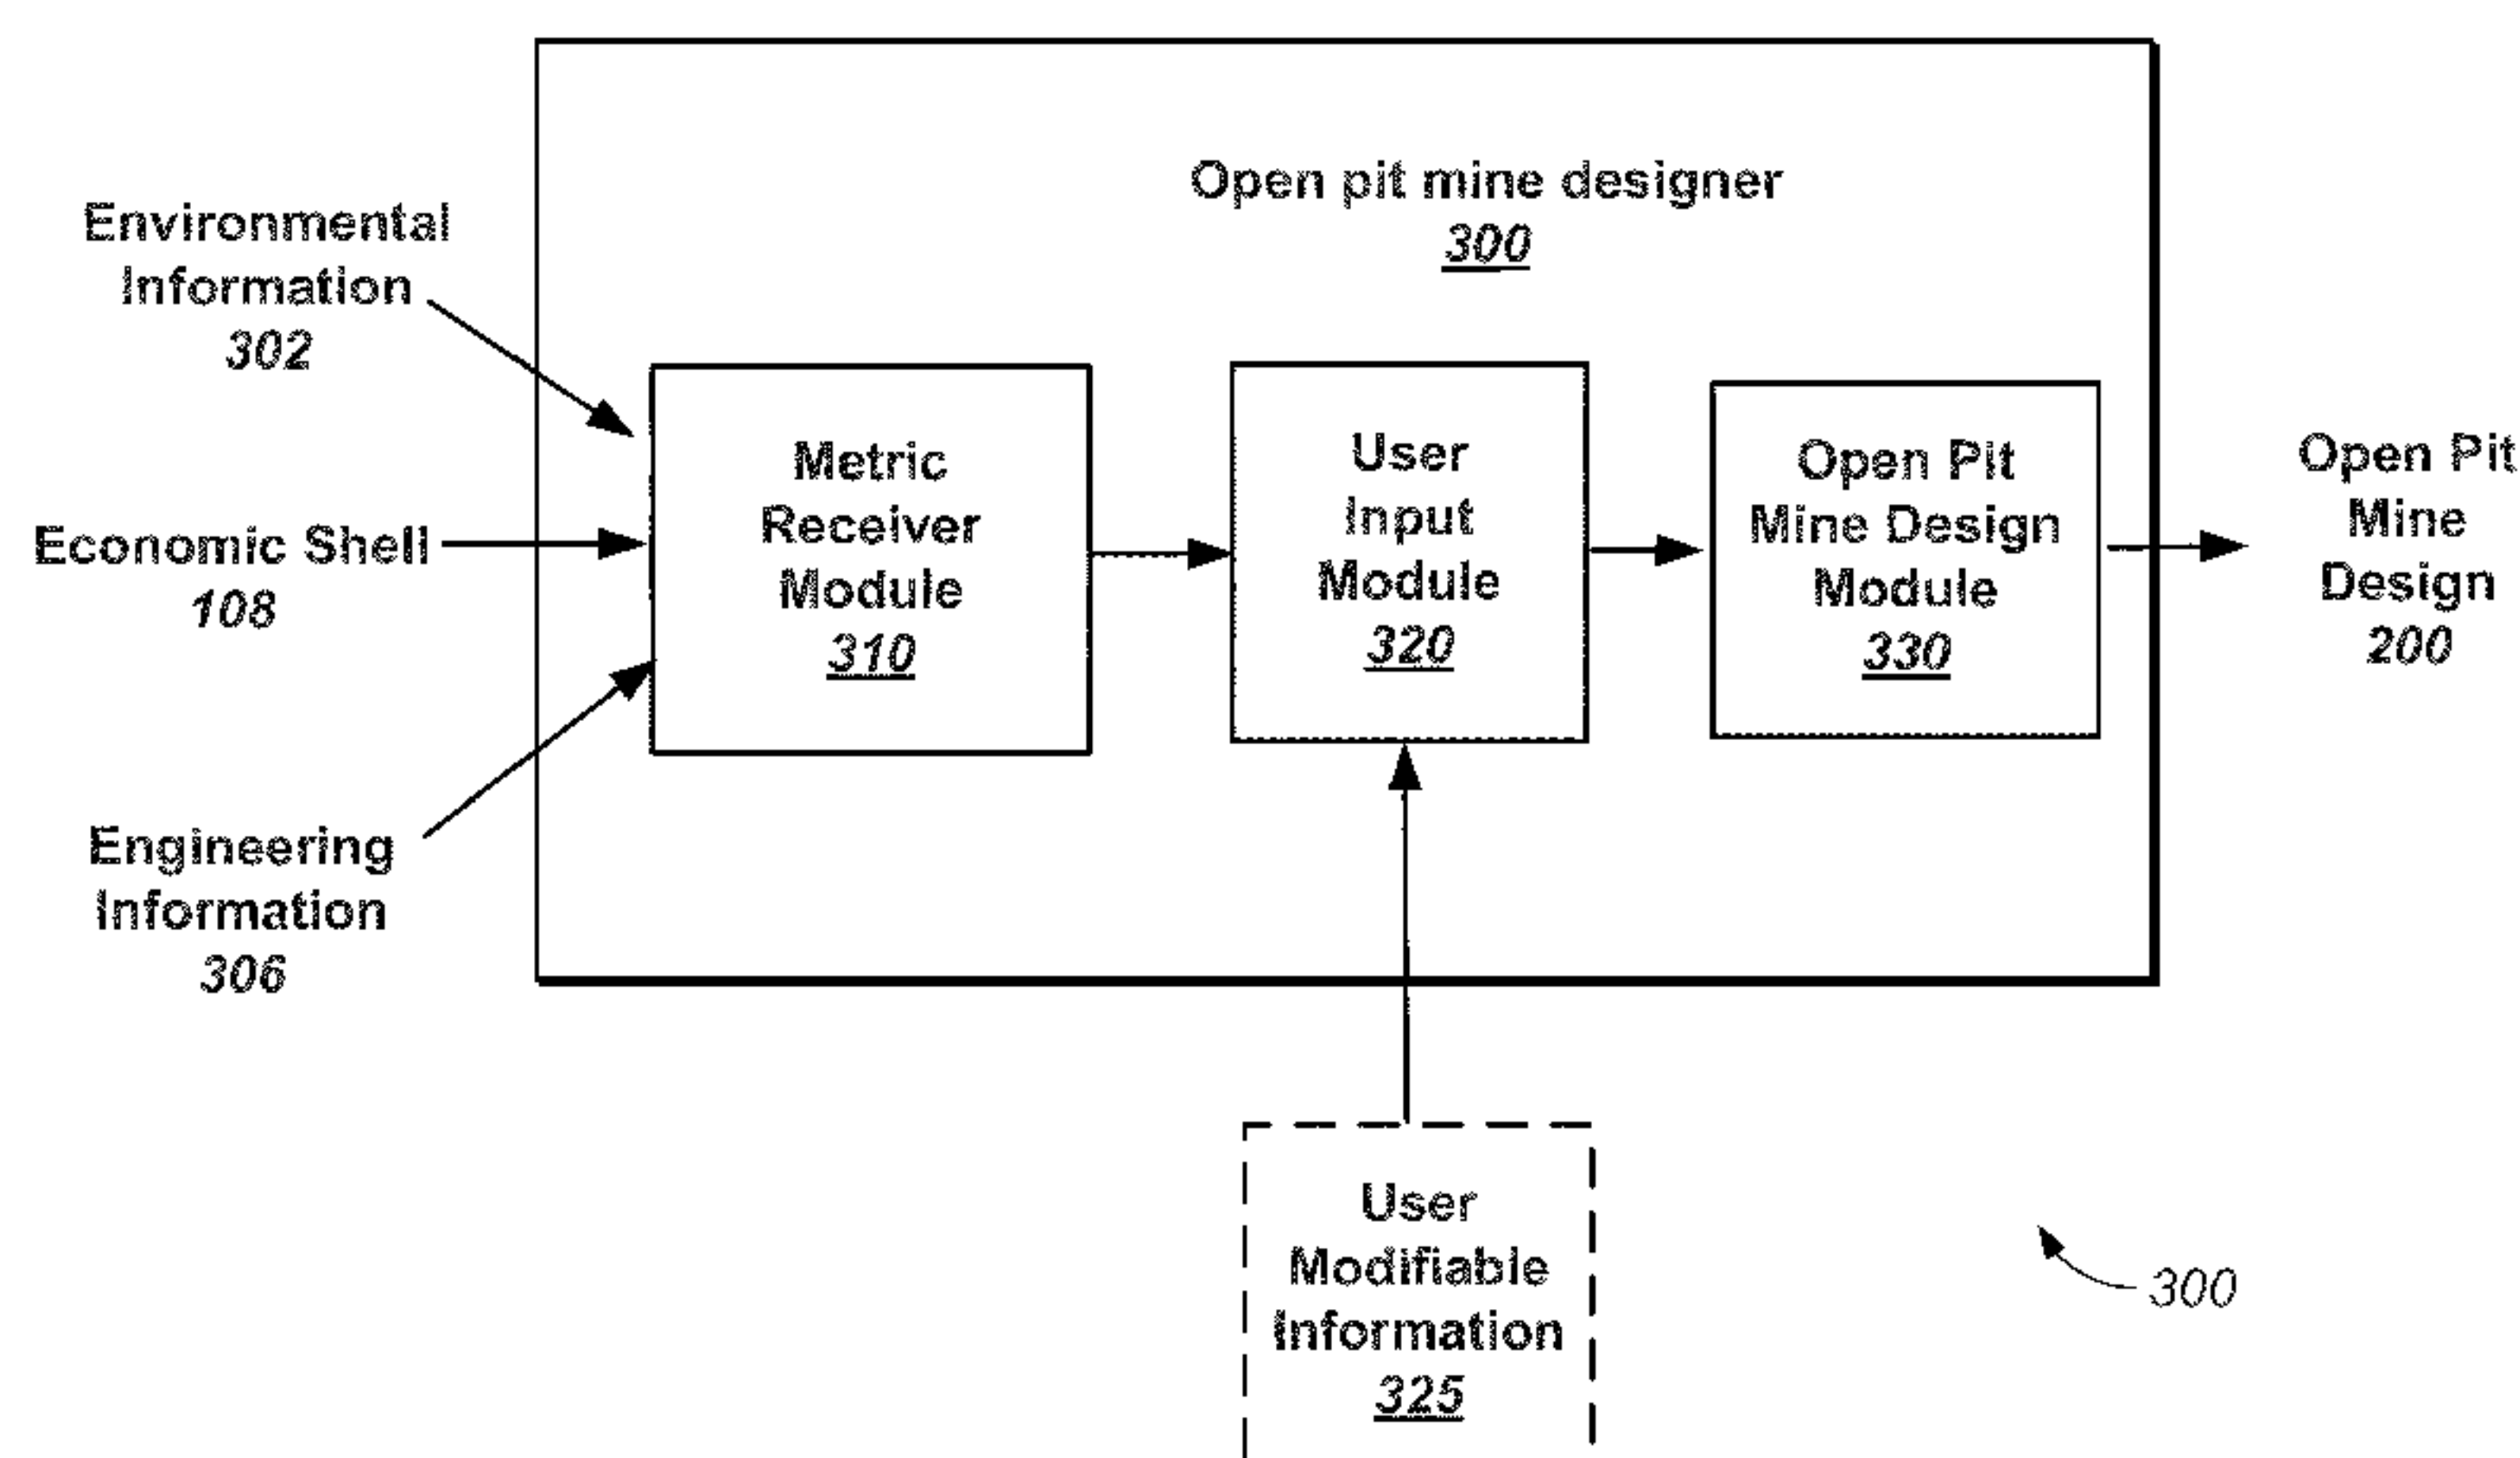 Open pit mine designer
300
Environmental
Information
302
Economic Shell
108
Engineering
Information
306
Metric
Receiver
Module
310
User
Input
Module
320
Open Pit
Mine Design
Module
330
Open Pit
Mine
Design
200
User
Modifiable
Information
325
300